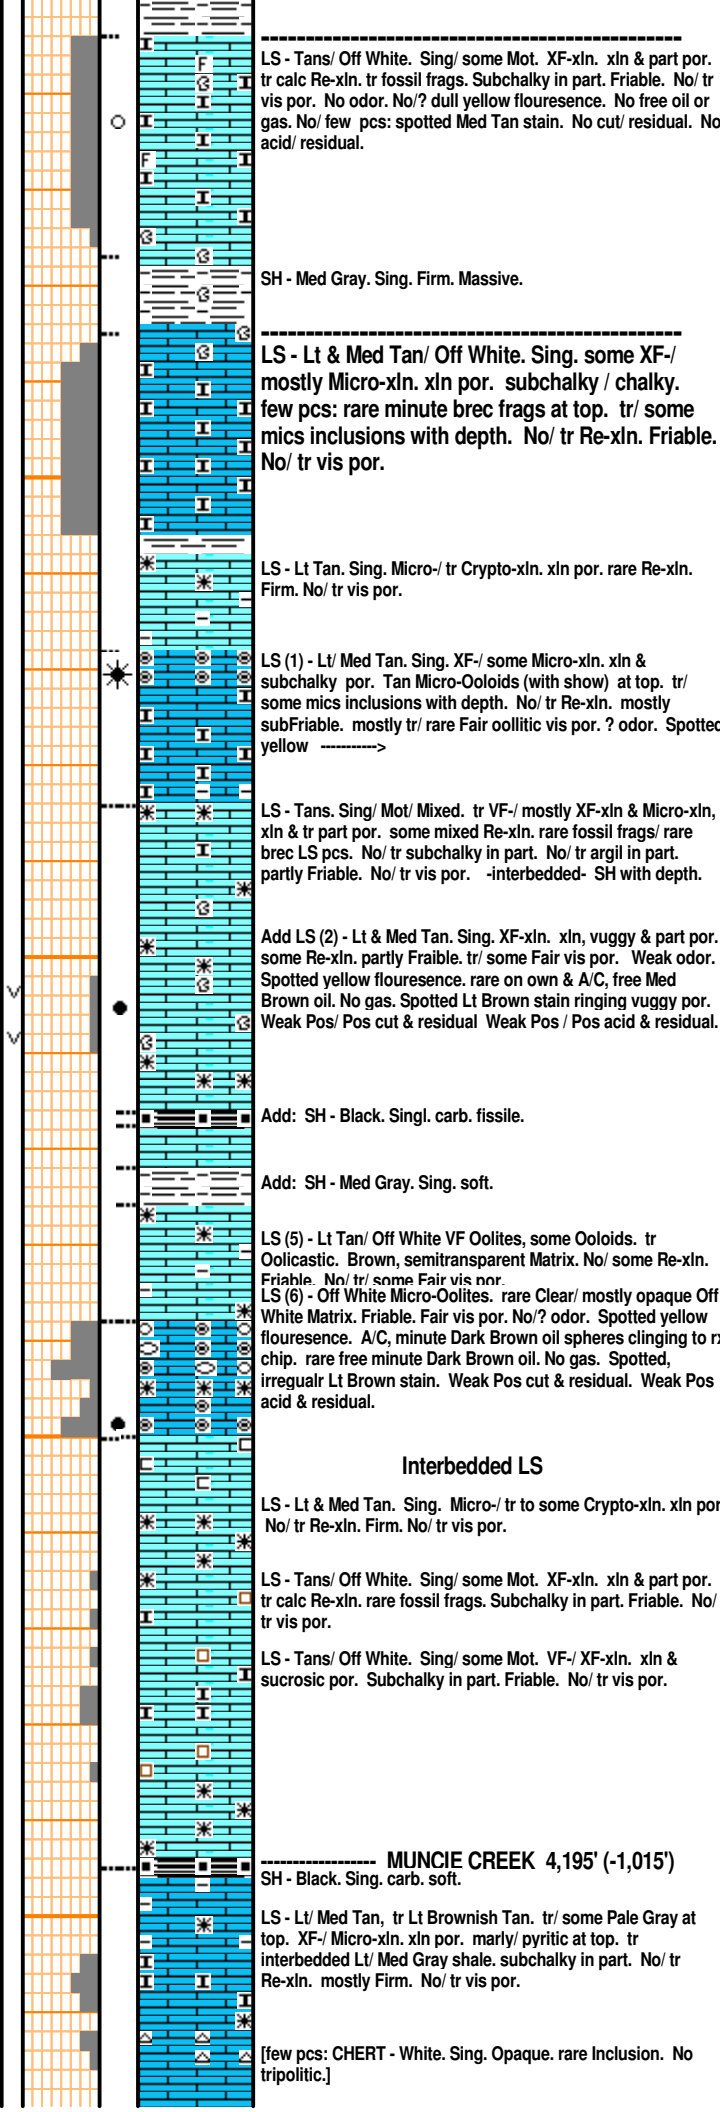 ------------------------------------------------
LS - Tans/ Off White.  Sing/ some Mot.  XF-xln.  xln & part por.
tr calc Re-xln. tr fossil frags. Subchalky in part. Friable.  No/ tr
vis por.  No odor. No/? dull yellow flouresence.  No free oil or
gas. No/ few  pcs: spotted Med Tan stain.  No cut/ residual.  No
acid/ residual.
F
F
SH - Med Gray. Sing. Firm. Massive.
------------------------------------------------
LS - Lt & Med Tan/ Off White. Sing. some XF-/
mostly Micro-xln. xln por.  subchalky / chalky.
few pcs: rare minute brec frags at top.  tr/ some
mics inclusions with depth.  No/ tr Re-xln. Friable.
No/ tr vis por.
LS - Lt Tan. Sing. Micro-/ tr Crypto-xln. xln por. rare Re-xln.
Firm. No/ tr vis por.
LS (1) - Lt/ Med Tan. Sing. XF-/ some Micro-xln. xln &
subchalky  por.  Tan Micro-Ooloids (with show)  at top.  tr/
some mics inclusions with depth.  No/ tr Re-xln.  mostly
subFriable.  mostly tr/ rare Fair oollitic vis por. ? odor.  Spotted
yellow  ----------->
LS - Tans. Sing/ Mot/ Mixed.  tr VF-/ mostly XF-xln & Micro-xln,
xln & tr part por.  some mixed Re-xln. rare fossil frags/ rare
brec LS pcs.  No/ tr subchalky in part.  No/ tr argil in part.
partly Friable.  No/ tr vis por.   -interbedded-  SH with depth.
Add LS (2) - Lt & Med Tan. Sing. XF-xln.  xln, vuggy & part por.
some Re-xln. partly Fraible. tr/ some Fair vis por.   Weak odor.
Spotted yellow flouresence. rare on own & A/C, free Med
Brown oil. No gas. Spotted Lt Brown stain ringing vuggy por.
Weak Pos/ Pos cut & residual  Weak Pos / Pos acid & residual.
Add:  SH - Black. Singl. carb. fissile.
Add:  SH - Med Gray. Sing. soft.
LS (5) - Lt Tan/ Off White VF Oolites, some Ooloids.  tr
Oolicastic.  Brown, semitransparent Matrix. No/ some Re-xln.
Friable.  No/ tr/ some Fair vis por.
LS (6) - Off White Micro-Oolites.  rare Clear/ mostly opaque Off
White Matrix. Friable. Fair vis por. No/? odor.  Spotted yellow
flouresence.  A/C, minute Dark Brown oil spheres clinging to rx
chip.  rare free minute Dark Brown oil. No gas.  Spotted,
irregualr Lt Brown stain.  Weak Pos cut & residual.  Weak Pos
acid & residual.
Interbedded LS
LS - Lt & Med Tan.  Sing.  Micro-/ tr to some Crypto-xln. xln por
No/ tr Re-xln. Firm. No/ tr vis por.
LS - Tans/ Off White.  Sing/ some Mot.  XF-xln.  xln & part por.
tr calc Re-xln. rare fossil frags. Subchalky in part. Friable.  No/
tr vis por.
LS - Tans/ Off White.  Sing/ some Mot.  VF-/ XF-xln.  xln &
sucrosic por.  Subchalky in part. Friable.  No/ tr vis por.
------------------ MUNCIE CREEK  4,195' (-1,015')
SH - Black. Sing. carb. soft.
LS - Lt/ Med Tan,  tr Lt Brownish Tan.  tr/ some Pale Gray at
top.  XF-/ Micro-xln. xln por.  marly/ pyritic at top.  tr
interbedded Lt/ Med Gray shale. subchalky in part.  No/ tr
Re-xln.  mostly Firm.  No/ tr vis por.
[few pcs: CHERT - White. Sing. Opaque. rare Inclusion.  No
tripolitic.]